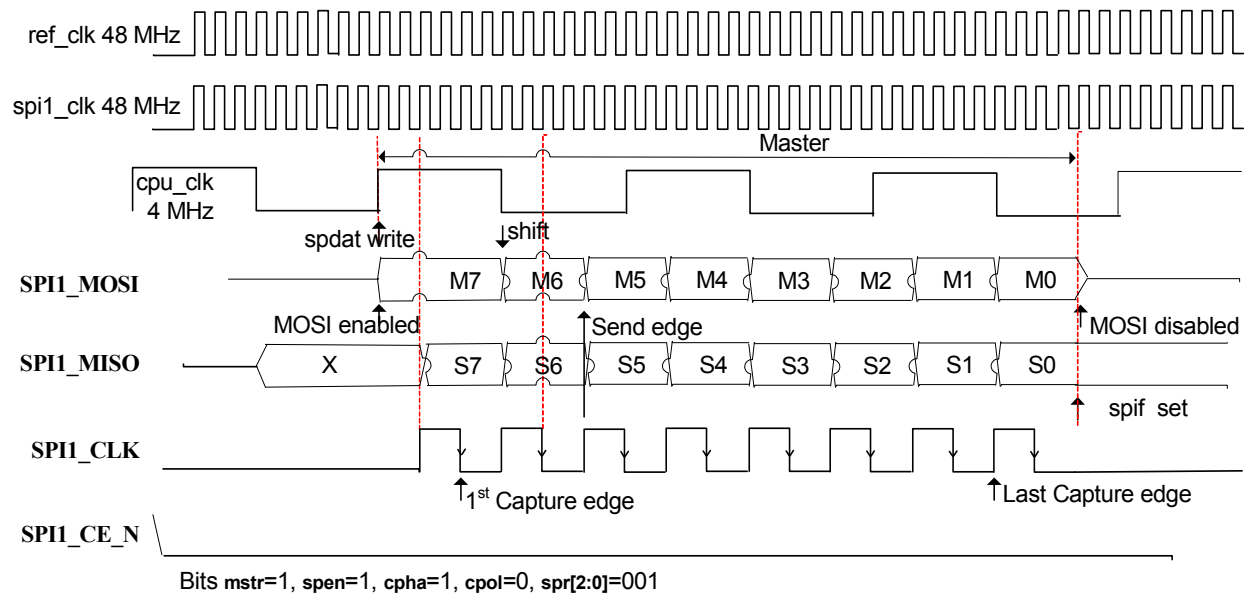 ref_clk 48 MHz
spi1_clk 48 MHz
Master
cpu_clk
4 MHz
spdat write
shift
SPI1_MOSI M7 M6 M5 M4 M3 M2 M1 M0
MOSI enabled Send edge MOSI disabled
SPI1_MISO X S7 S6 S5 S4 S3 S2 S1 S0
spif set
SPI1_CLK
1st Capture edge Last Capture edge
SPI1_CE_N
Bits mstr=1, spen=1, cpha=1, cpol=0, spr[2:0]=001